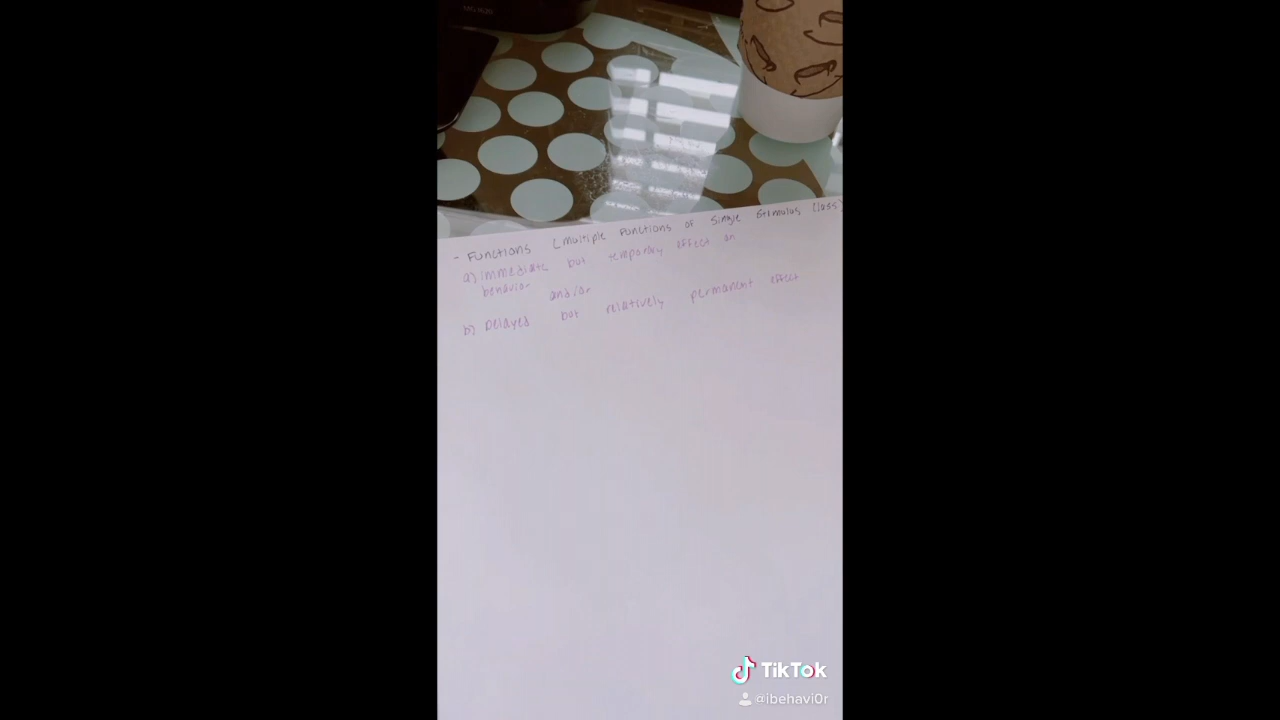 - Functions (multiple functions of single stimulus class)
a) immediate but temporary effect on
behavior and/or
b) Delayed but relatively permanent effect
TikTok
@ibehavi0r